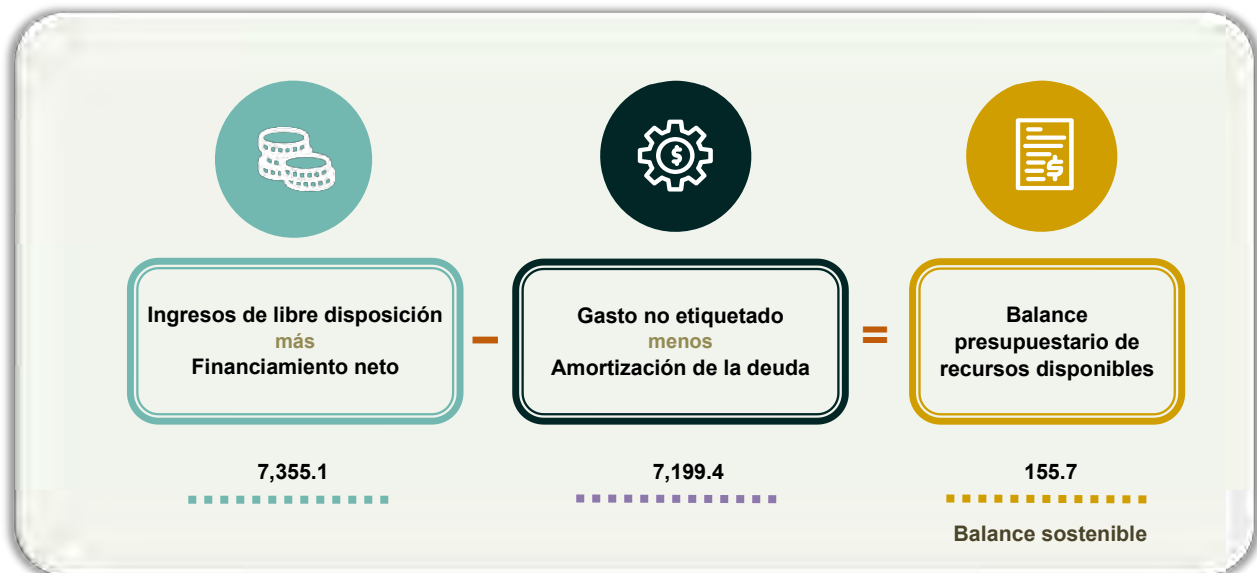 Ingresos de libre disposición
más
Financiamiento neto
–
Gasto no etiquetado
menos
Amortización de la deuda
=
Balance
presupuestario de
recursos disponibles
7,355.1
7,199.4
155.7
Balance sostenible